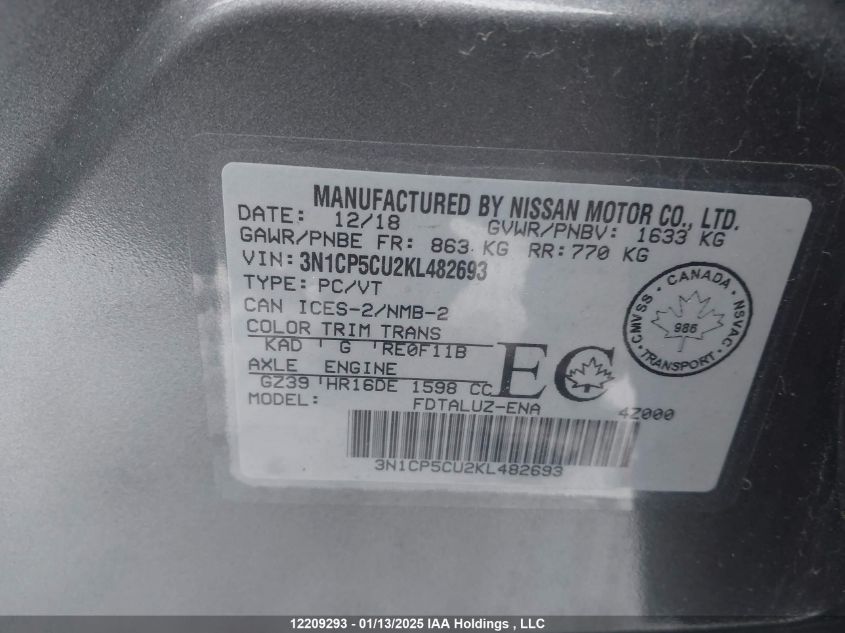 MANUFACTURED BY NISSAN MOTOR CO., LTD.
DATE: 12/18 GVWR/PNBV: 1633 KG
GAWR/PNBE FR: 863 KG RR: 770 KG
VIN: 3N1CP5CU2KL482693
TYPE: PC/VT
CAN ICES-2/NMB-2
COLOR TRIM TRANS
KAD G RE0F11B
AXLE ENGINE
GZ39 HR16DE 1598 CC
MODEL: FDTALUZ-ENA 4Z000
EC
CANADA
CMVSS NSVAC
986
TRANSPORT
3N1CP5CU2KL482693
12209293 - 01/13/2025 IAA Holdings , LLC